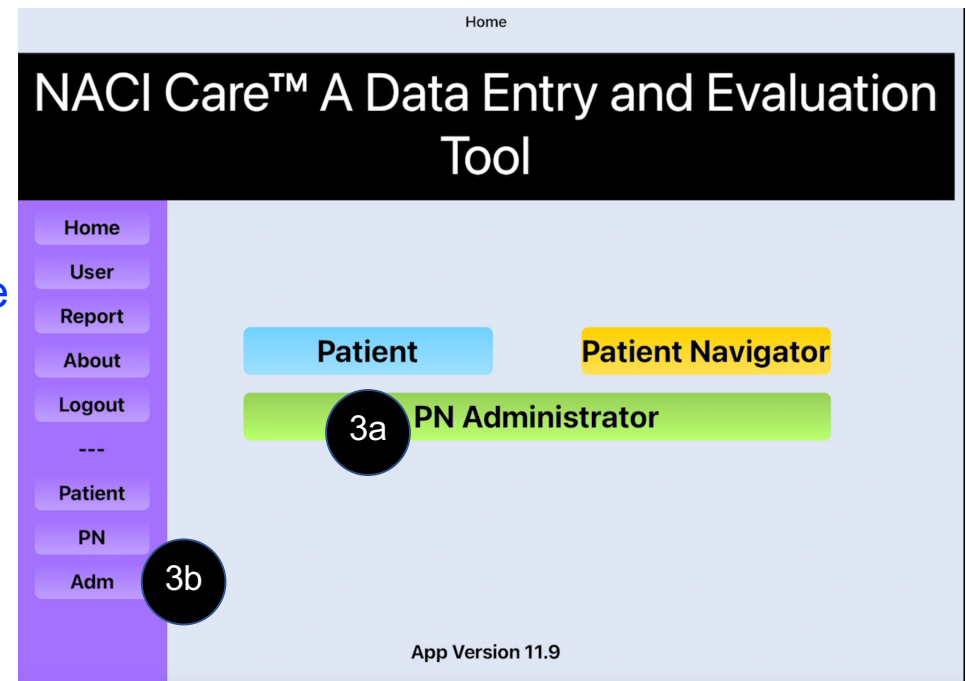 Home
NACI Care™ A Data Entry and Evaluation
Tool
Home
User
e
Report
About
Logout
---
Patient
PN
Adm
3b
Patient
Patient Navigator
3a
PN Administrator
App Version 11.9